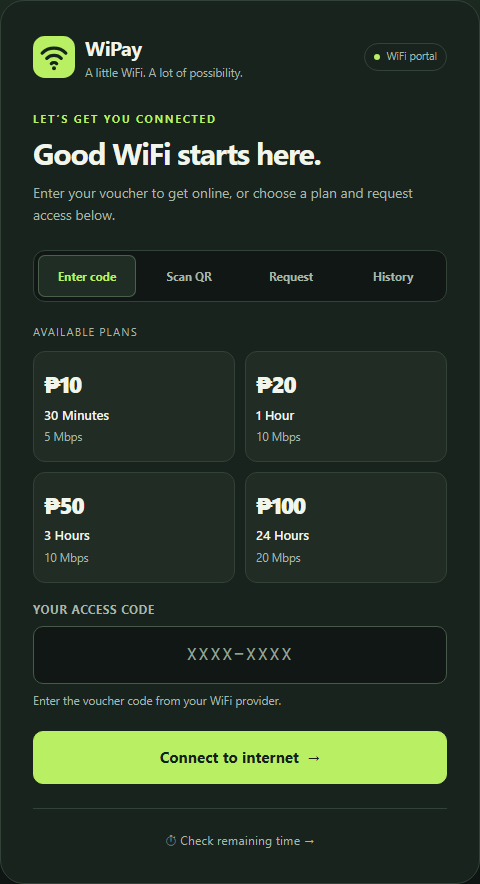 WiPay
A little WiFi. A lot of possibility.
WiFi portal
LET'S GET YOU CONNECTED
Good WiFi starts here.
Enter your voucher to get online, or choose a plan and request
access below.
Enter code
Scan QR
Request
History
AVAILABLE PLANS
₱10
30 Minutes
5 Mbps
₱20
1 Hour
10 Mbps
₱50
3 Hours
10 Mbps
₱100
24 Hours
20 Mbps
YOUR ACCESS CODE
XXXX-XXXX
Enter the voucher code from your WiFi provider.
Connect to internet →
⏱ Check remaining time →